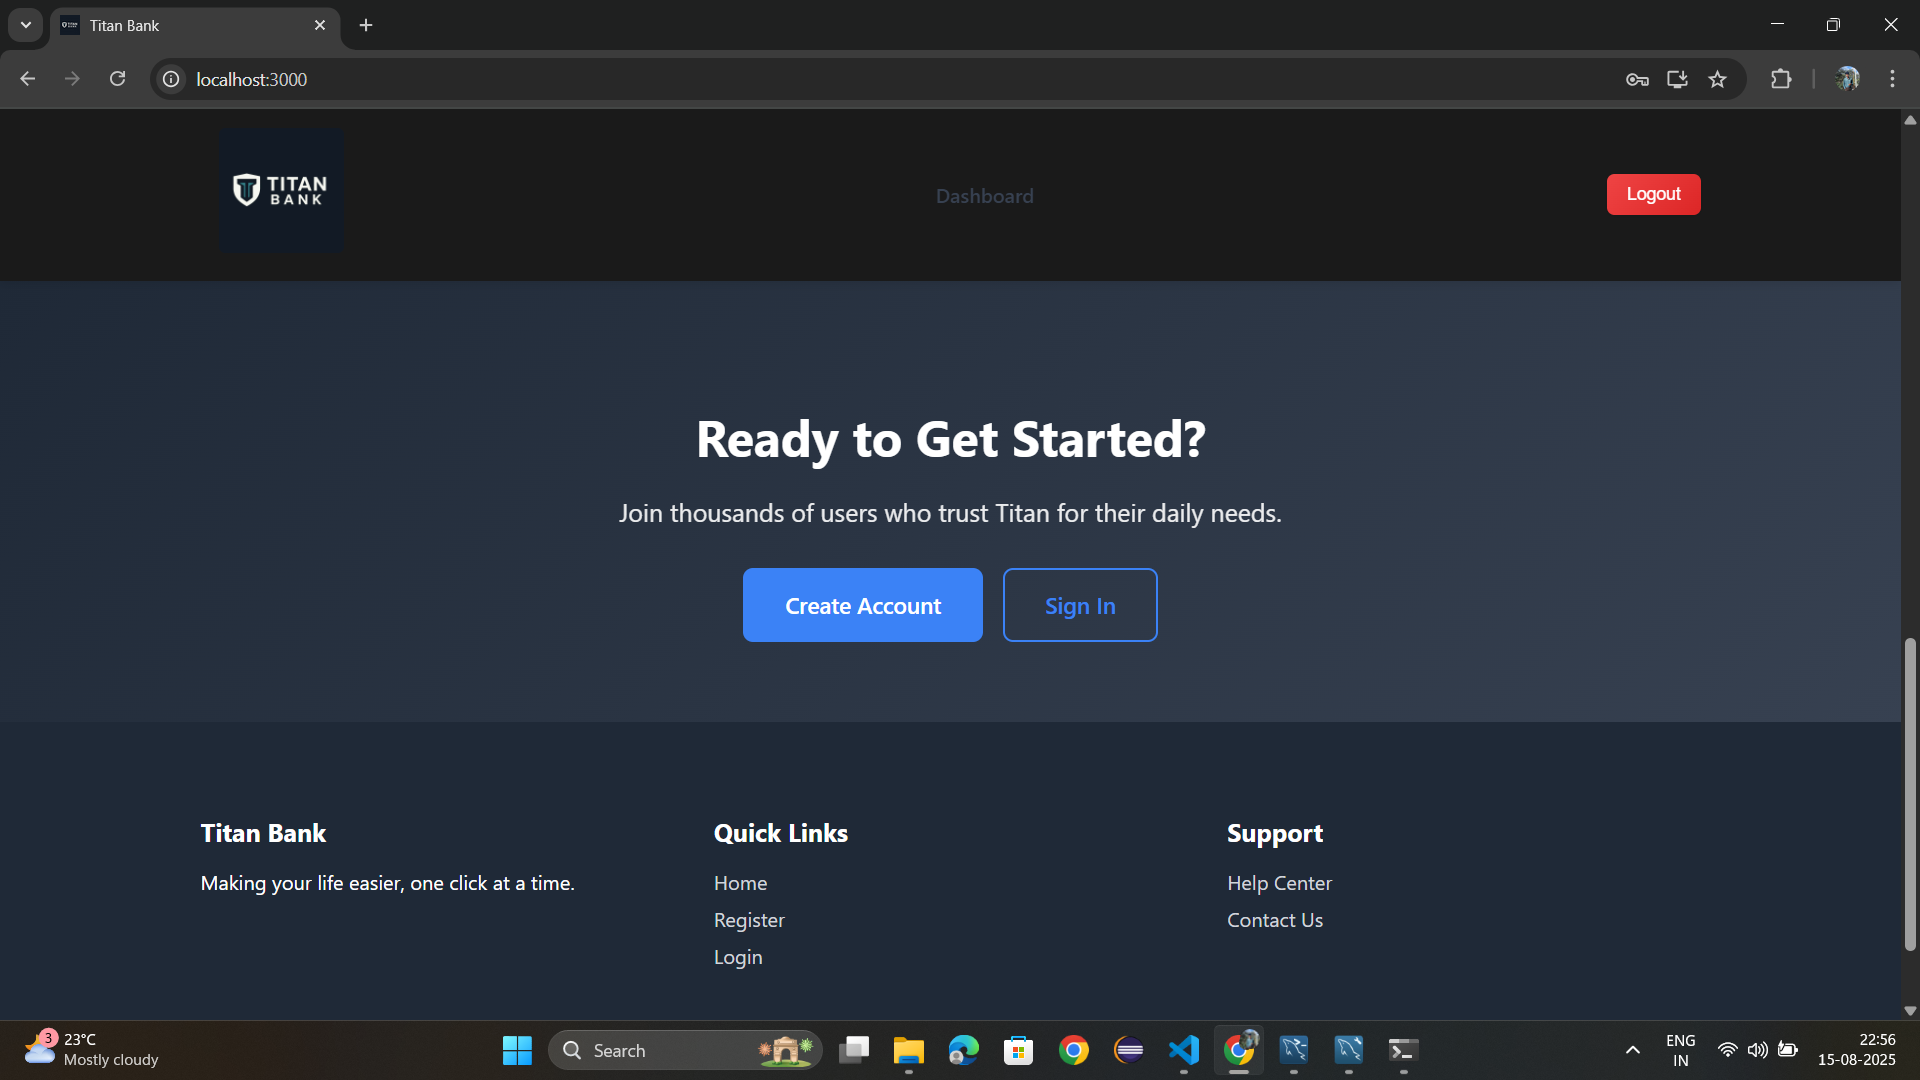 Titan Bank
localhost:3000
TITAN
BANK
Dashboard
Logout
Ready to Get Started?
Join thousands of users who trust Titan for their daily needs.
Create Account
Sign In
Titan Bank
Making your life easier, one click at a time.
Quick Links
Home
Register
Login
Support
Help Center
Contact Us
3
23°C
Mostly cloudy
Search
ENG
IN
22:56
15-08-2025